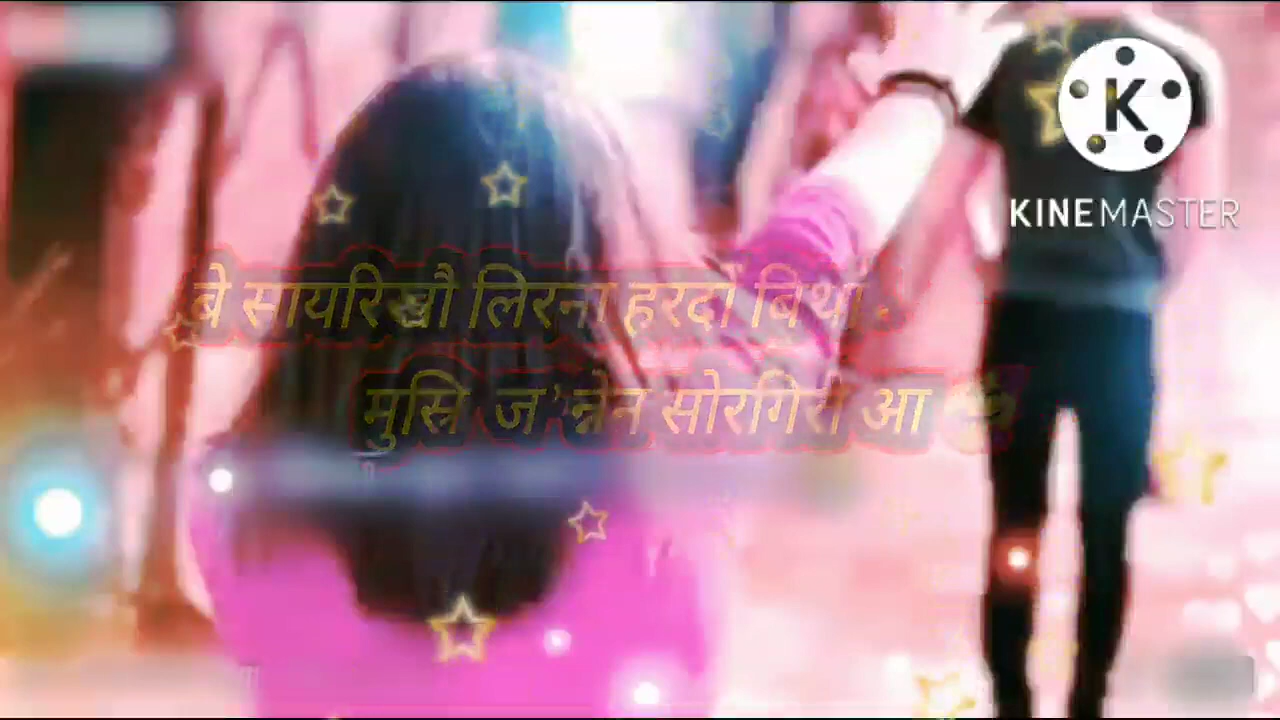 KINEMASTER
बे सायरिखौ लिरनो हरदों बिथा
मुस्रि ज'न्नेन सोरगिरि आ